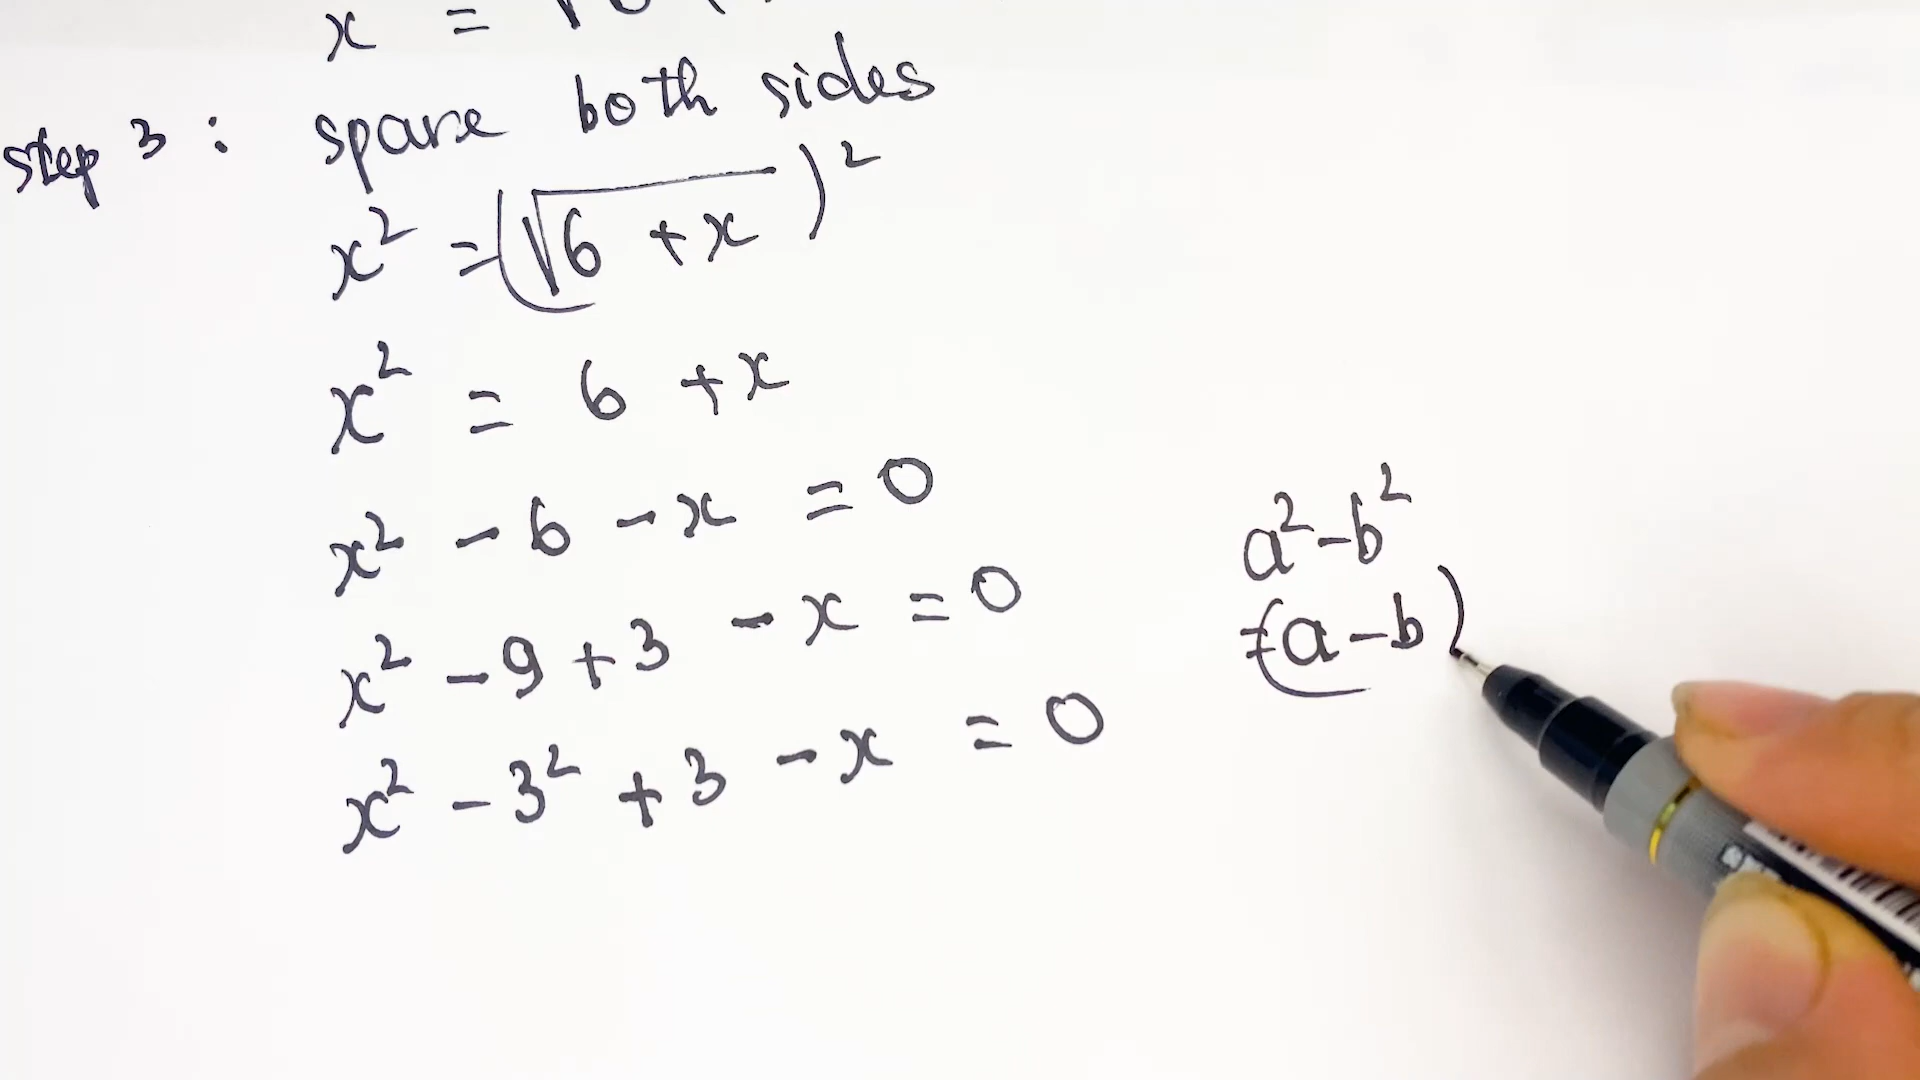 x =
step 3 : square both sides
x² = (√6 + x)²
x² = 6 + x
x² - 6 - x = 0
x² - 9 + 3 - x = 0
x² - 3² + 3 - x = 0
a² - b²
= (a - b)